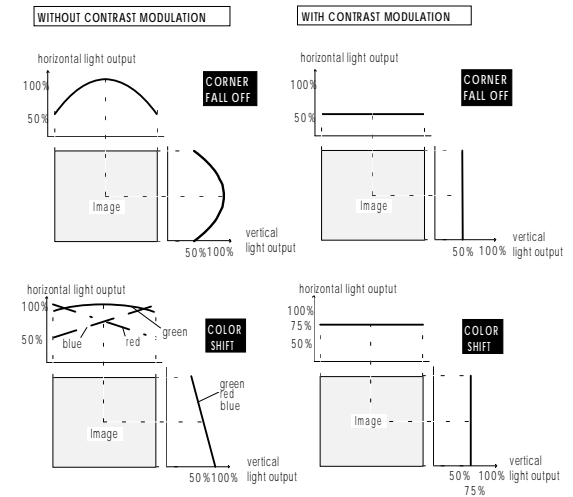 WITHOUT CONTRAST MODULATION
WITH CONTRAST MODULATION
horizontal light output
100%
50%
CORNER
FALL OFF
Image
50%100%
vertical
light output
horizontal light output
100%
50%
CORNER
FALL OFF
Image
50% 100%
vertical
light output
horizontal light ouptut
100%
50%
blue
red
green
COLOR
SHIFT
green
red
blue
Image
50%100%
vertical
light output
horizontal light ouptut
100%
75%
50%
COLOR
SHIFT
Image
50% 100%
75%
vertical
light output